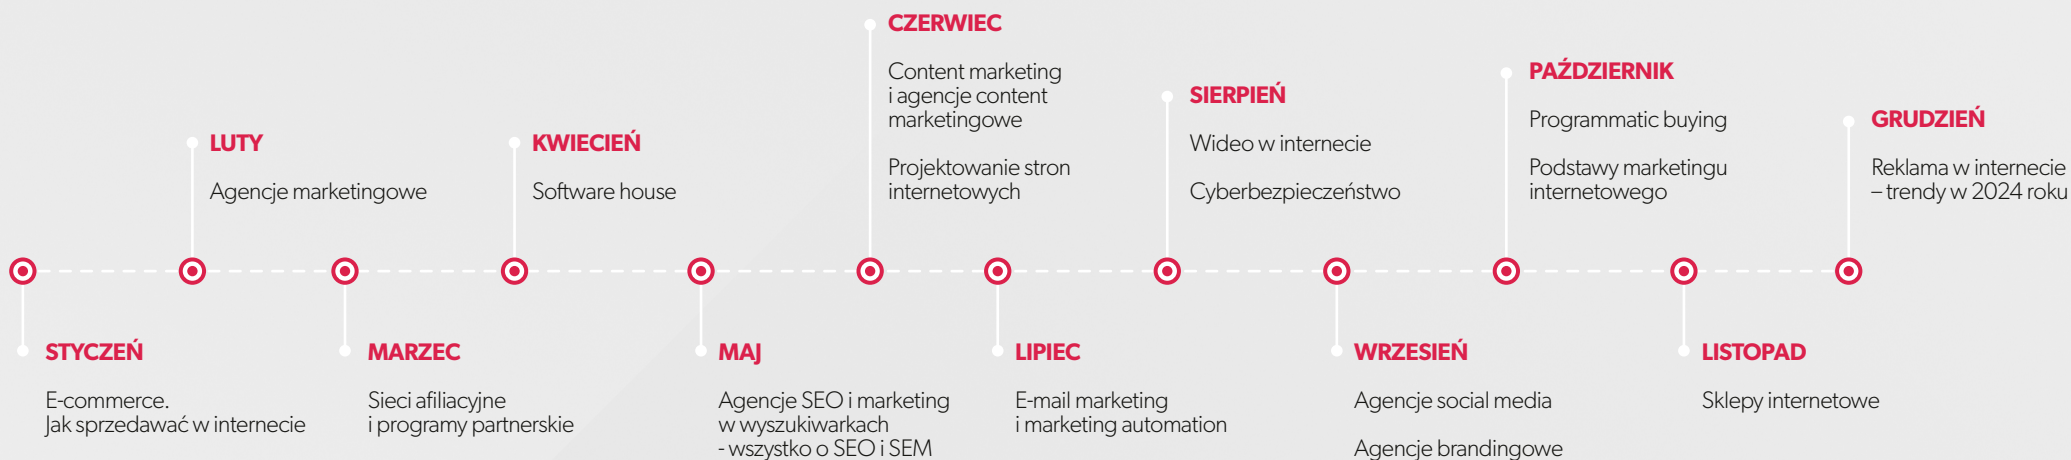 STYCZEŃ
E-commerce.
Jak sprzedawać w internecie
LUTY
Agencje marketingowe
MARZEC
Sieci afiliacyjne
i programy partnerskie
KWIECIEŃ
Software house
MAJ
Agencje SEO i marketing
w wyszukiwarkach
- wszystko o SEO i SEM
CZERWIEC
Content marketing
i agencje content
marketingowe
Projektowanie stron
internetowych
LIPIEC
E-mail marketing
i marketing automation
SIERPIEŃ
Wideo w internecie
Cyberbezpieczeństwo
WRZESIEŃ
Agencje social media
Agencje brandingowe
PAŹDZIERNIK
Programmatic buying
Podstawy marketingu
internetowego
LISTOPAD
Sklepy internetowe
GRUDZIEŃ
Reklama w internecie
– trendy w 2024 roku